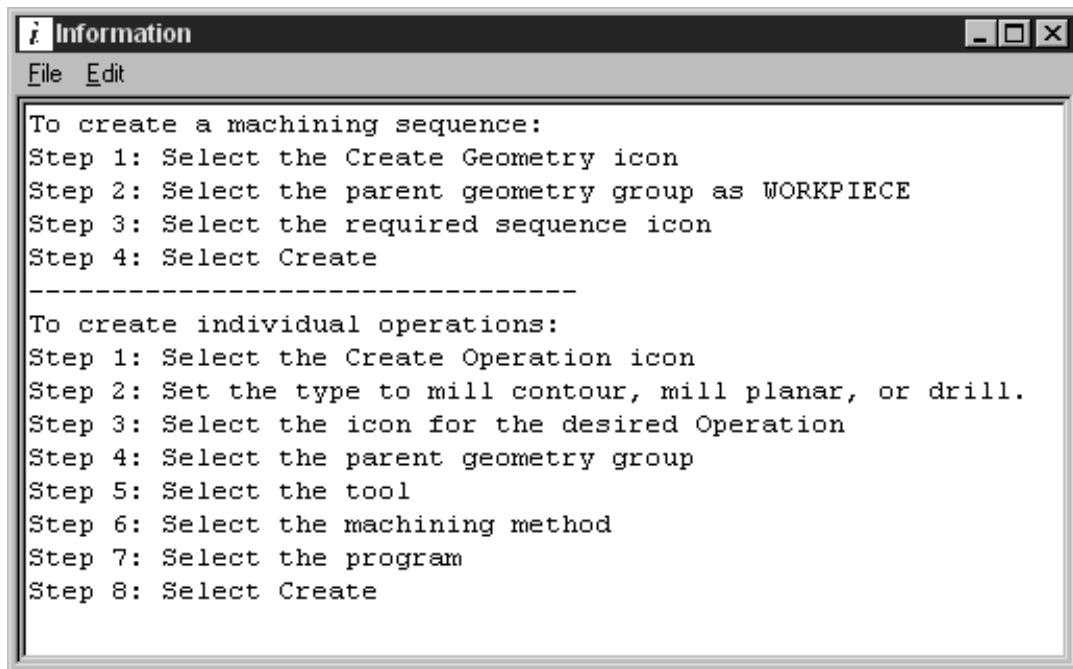 i Information
File Edit
To create a machining sequence:
Step 1: Select the Create Geometry icon
Step 2: Select the parent geometry group as WORKPIECE
Step 3: Select the required sequence icon
Step 4: Select Create
---------------------------------
To create individual operations:
Step 1: Select the Create Operation icon
Step 2: Set the type to mill contour, mill planar, or drill.
Step 3: Select the icon for the desired Operation
Step 4: Select the parent geometry group
Step 5: Select the tool
Step 6: Select the machining method
Step 7: Select the program
Step 8: Select Create